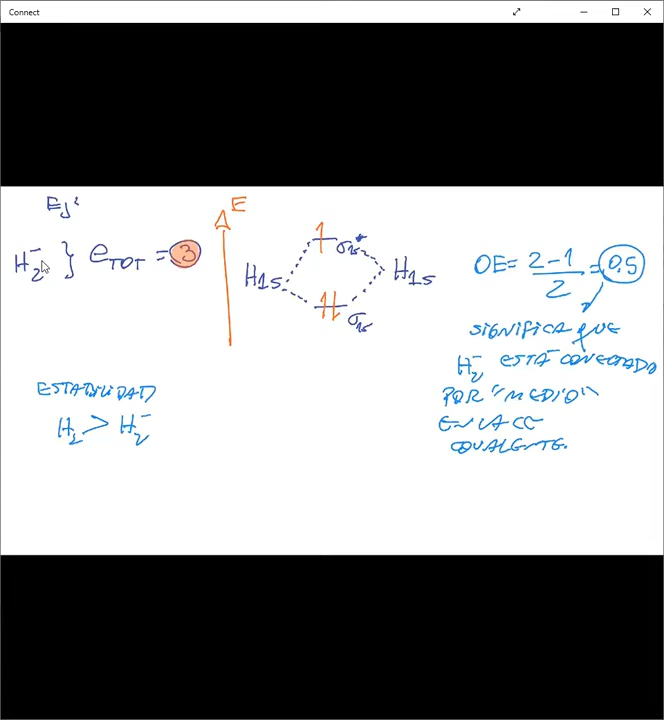 Connect
Ej:
H₂⁻ } eTOT = 3
E
σ1s*
H1s H1s
σ1s
OE = 2-1 / 2 = 0.5
SIGNIFICA QUE
H₂⁻ ESTÁ CONECTADO
POR "MEDIO"
ENLACE
COVALENTE.
ESTABILIDAD
H₂ > H₂⁻